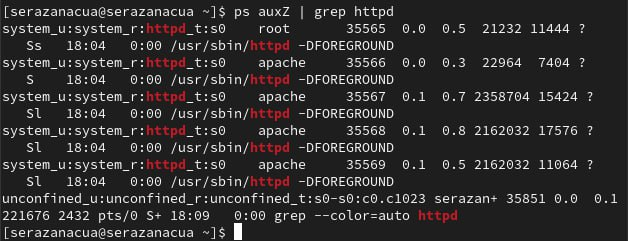 [serazanacua@serazanacua ~]$ ps auxZ | grep httpd
system_u:system_r:httpd_t:s0 root 35565 0.0 0.5 21232 11444 ?
Ss 18:04 0:00 /usr/sbin/httpd -DFOREGROUND
system_u:system_r:httpd_t:s0 apache 35566 0.0 0.3 22964 7404 ?
S 18:04 0:00 /usr/sbin/httpd -DFOREGROUND
system_u:system_r:httpd_t:s0 apache 35567 0.1 0.7 2358704 15424 ?
Sl 18:04 0:00 /usr/sbin/httpd -DFOREGROUND
system_u:system_r:httpd_t:s0 apache 35568 0.1 0.8 2162032 17576 ?
Sl 18:04 0:00 /usr/sbin/httpd -DFOREGROUND
system_u:system_r:httpd_t:s0 apache 35569 0.1 0.5 2162032 11064 ?
Sl 18:04 0:00 /usr/sbin/httpd -DFOREGROUND
unconfined_u:unconfined_r:unconfined_t:s0-s0:c0.c1023 serazan+ 35851 0.0 0.1
221676 2432 pts/0 S+ 18:09 0:00 grep --color=auto httpd
[serazanacua@serazanacua ~]$